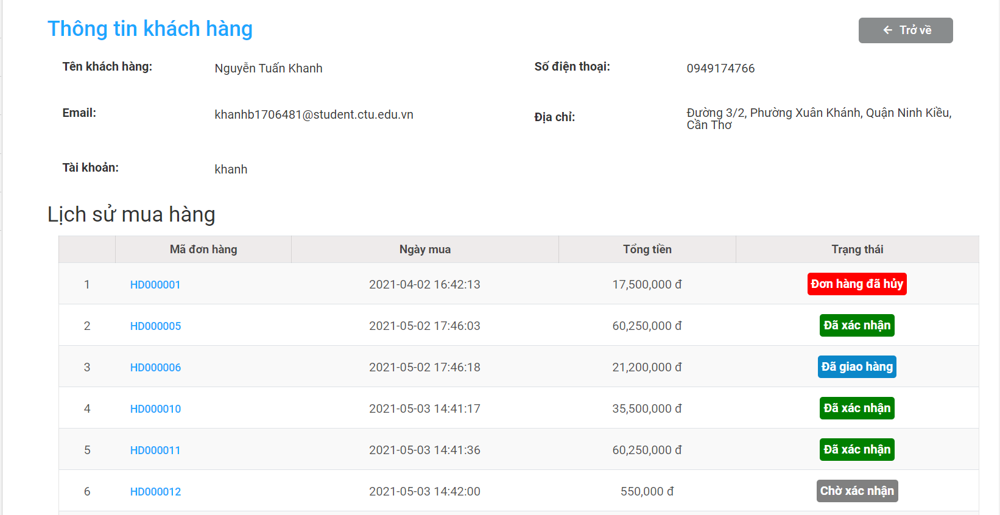 Thông tin khách hàng
Trở về
Tên khách hàng: Nguyễn Tuấn Khanh Số điện thoại: 0949174766
Email: khanhb1706481@student.ctu.edu.vn Địa chỉ: Đường 3/2, Phường Xuân Khánh, Quận Ninh Kiều,
Cần Thơ
Tài khoản: khanh
Lịch sử mua hàng
Mã đơn hàng Ngày mua Tổng tiền Trạng thái
1 HD000001 2021-04-02 16:42:13 17,500,000 đ Đơn hàng đã hủy
2 HD000005 2021-05-02 17:46:03 60,250,000 đ Đã xác nhận
3 HD000006 2021-05-02 17:46:18 21,200,000 đ Đã giao hàng
4 HD000010 2021-05-03 14:41:17 35,500,000 đ Đã xác nhận
5 HD000011 2021-05-03 14:41:36 60,250,000 đ Đã xác nhận
6 HD000012 2021-05-03 14:42:00 550,000 đ Chờ xác nhận